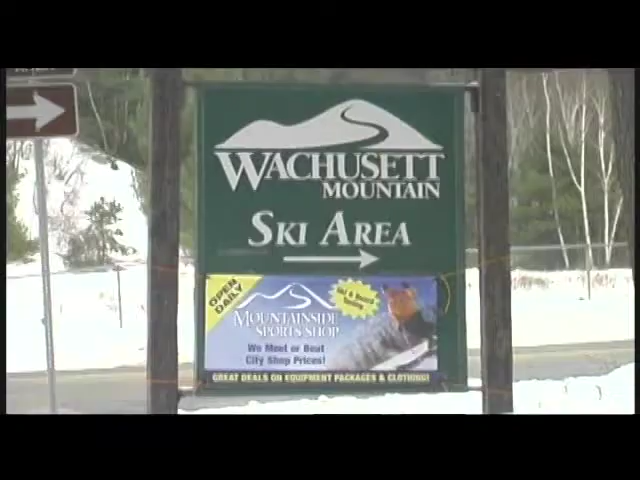 WACHUSETT
MOUNTAIN
SKI AREA
OPEN
DAILY
MOUNTAINSIDE
SPORTS SHOP
We Meet or Beat
City Shop Prices!
GREAT DEALS ON EQUIPMENT PACKAGES & CLOTHING!